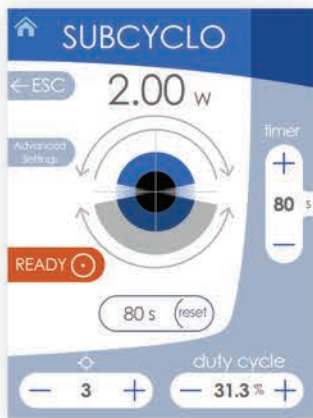 SUBCYCLO
← ESC
2.00 W
timer
Advanced
Settings
+
80 s
−
READY
80 s (reset
duty cycle
− 3 +
− 31.3 % +